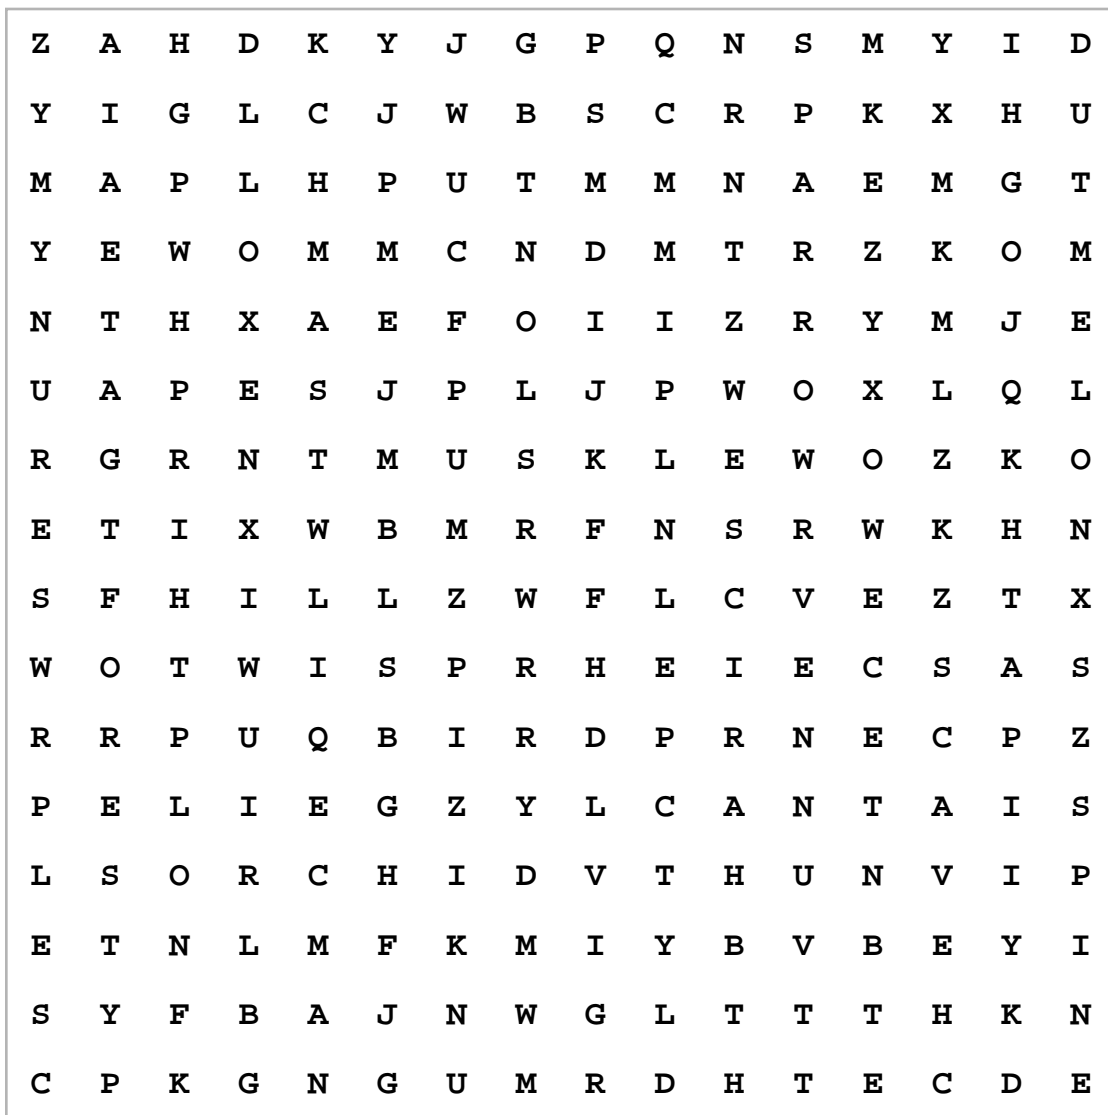 Z A H D K Y J G P Q N S M Y I D
Y I G L C J W B S C R P K X H U
M A P L H P U T M M N A E M G T
Y E W O M M C N D M T R Z K O M
N T H X A E F O I I Z R Y M J E
U A P E S J P L J P W O X L Q L
R G R N T M U S K L E W O Z K O
E T I X W B M R F N S R W K H N
S F H I L L Z W F L C V E Z T X
W O T W I S P R H E I E C S A S
R R P U Q B I R D P R N E C P Z
P E L I E G Z Y L C A N T A I S
L S O R C H I D V T H U N V I P
E T N L M F K M I Y B V B E Y I
S Y F B A J N W G L T T T H K N
C P K G N G U M R D H T E C D E